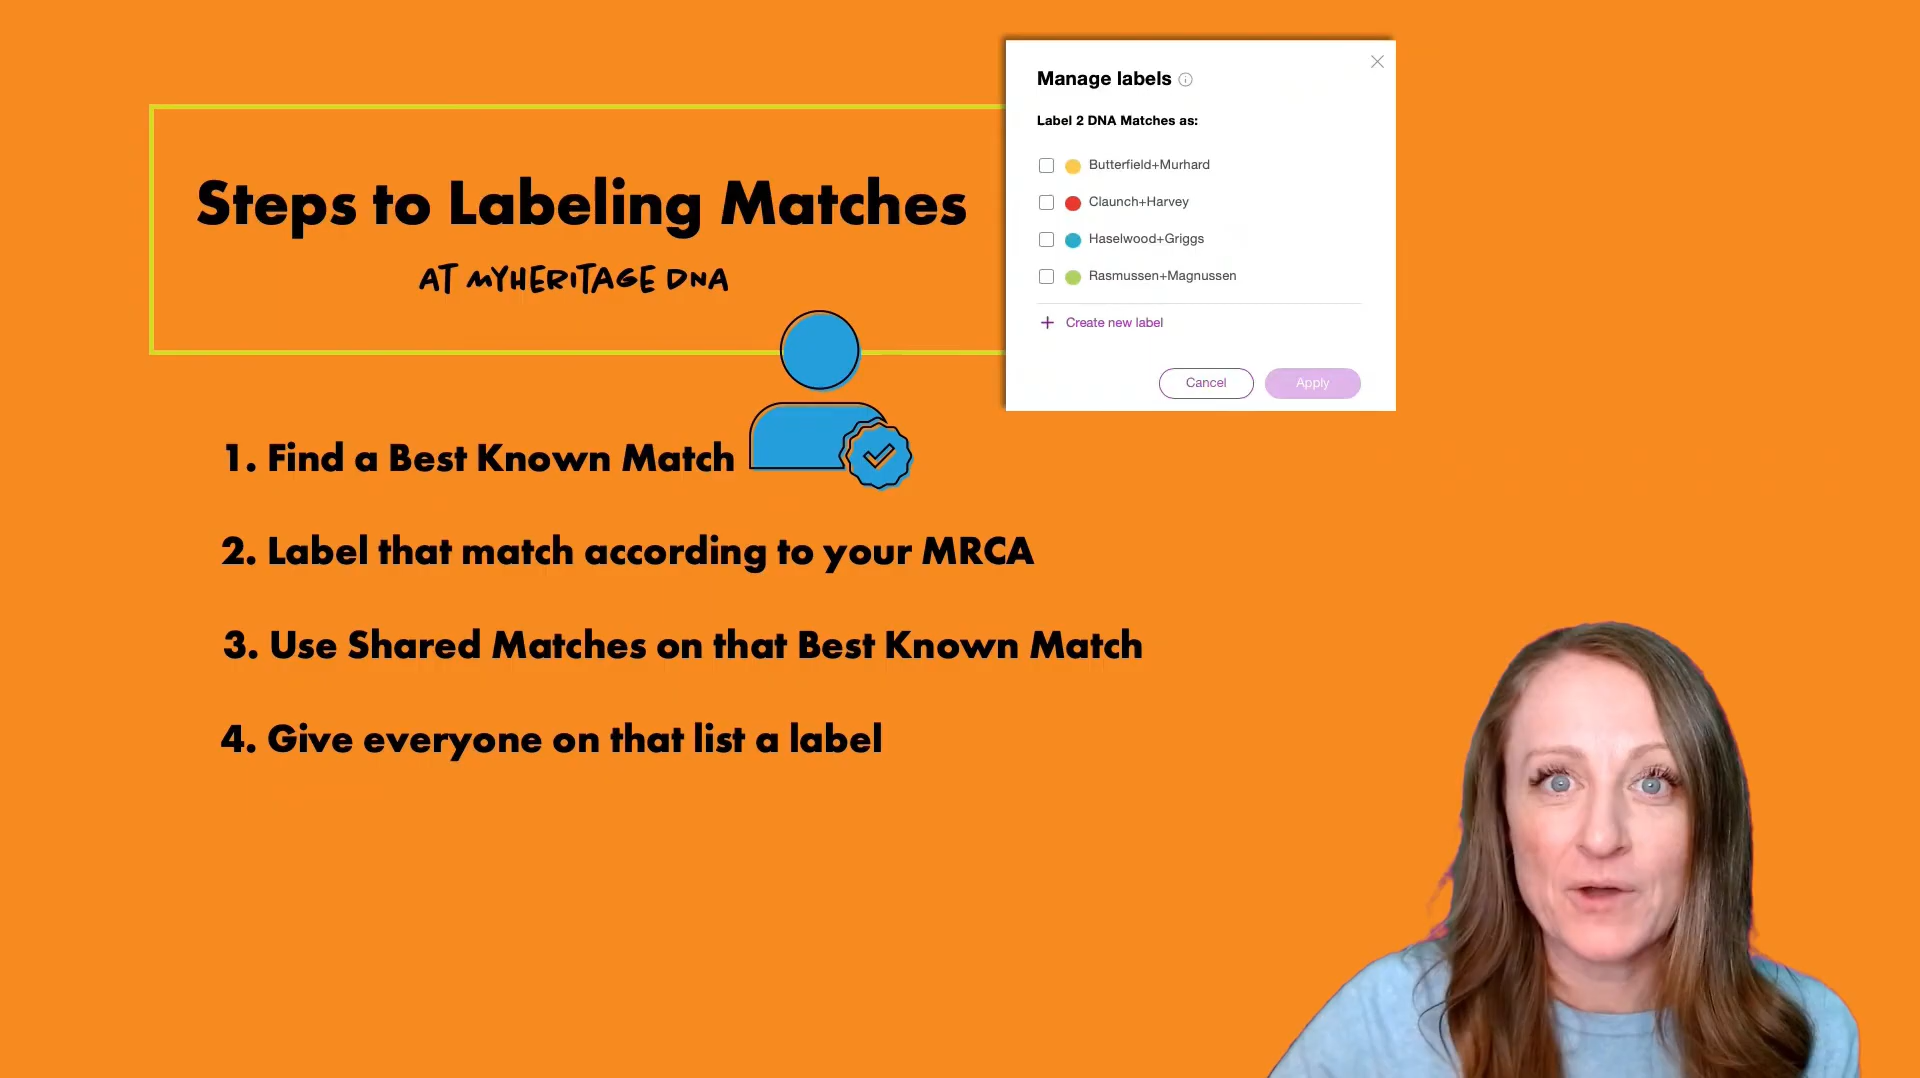 Steps to Labeling Matches
AT MYHERITAGE DNA
1. Find a Best Known Match
2. Label that match according to your MRCA
3. Use Shared Matches on that Best Known Match
4. Give everyone on that list a label
Manage labels
Label 2 DNA Matches as:
Butterfield+Murhard
Claunch+Harvey
Haselwood+Griggs
Rasmussen+Magnussen
+ Create new label
Cancel
Apply